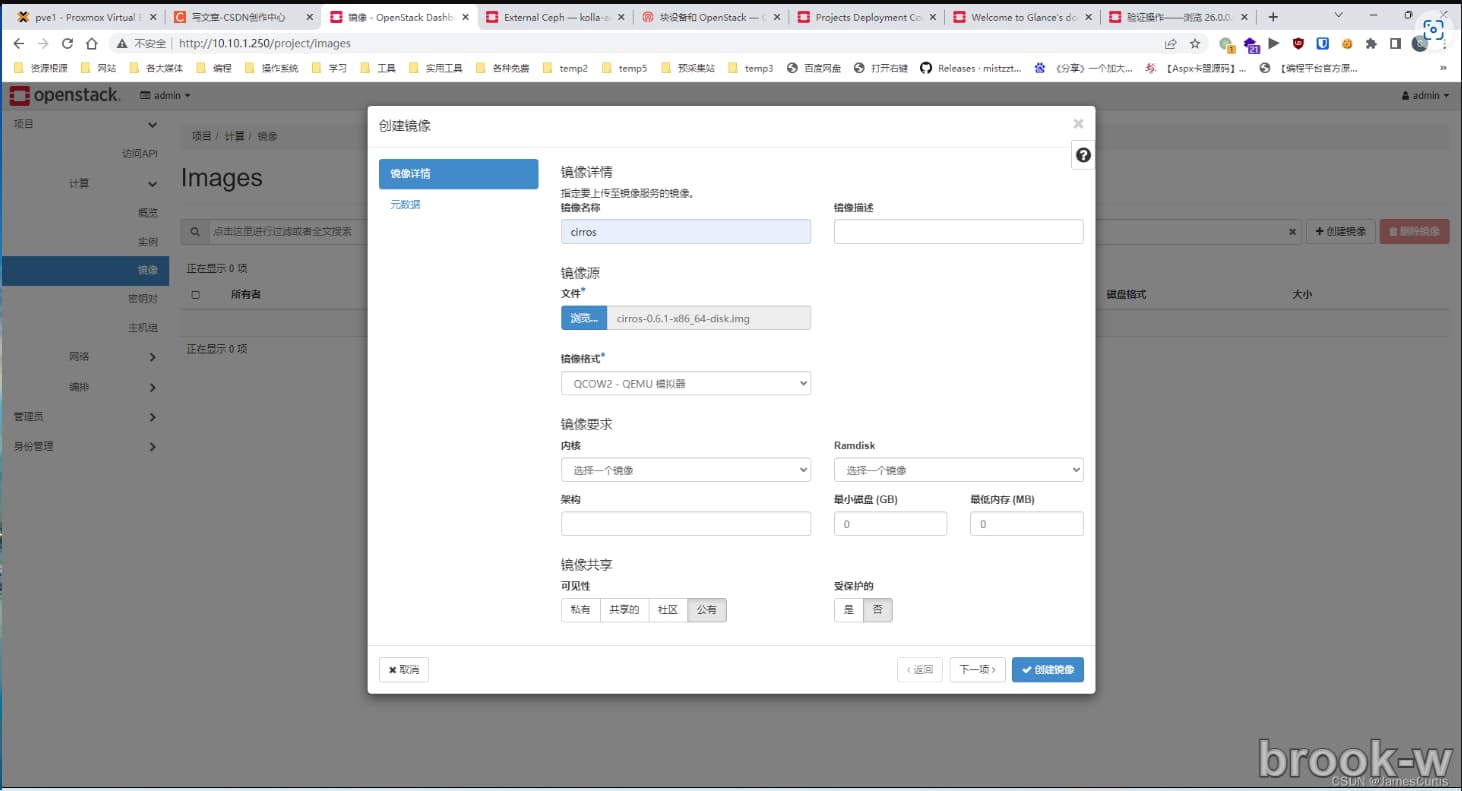 pve1 - Proxmox Virtual E
写文章-CSDN创作中心
镜像 - OpenStack Dashb
External Ceph — kolla-a
块设备和 OpenStack — C
Projects Deployment Co
Welcome to Glance's do
验证操作——浏览 26.0.0.
不安全 http://10.10.1.250/project/images
资源根源 网站 各大媒体 编程 操作系统 学习 工具 实用工具 各种免费 temp2 temp5 预采集站 temp3 百度网盘 打开右键 Releases · mistzzt... 《分享》一个加大... 【Aspx卡盟源码】... 【编程平台官方原... »
openstack. admin admin
项目
访问API
计算
概览
实例
镜像
密钥对
主机组
网络
编排
管理员
身份管理
项目 / 计算 / 镜像
Images
点击这里进行过滤或者全文搜索 创建镜像 删除镜像
正在显示 0 项
所有者 磁盘格式 大小
正在显示 0 项
创建镜像
镜像详情
元数据
镜像详情
指定要上传至镜像服务的镜像。
镜像名称 镜像描述
cirros
镜像源
文件*
浏览... cirros-0.6.1-x86_64-disk.img
镜像格式*
QCOW2 - QEMU 模拟器
镜像要求
内核 Ramdisk
选择一个镜像 选择一个镜像
架构 最小磁盘 (GB) 最低内存 (MB)
0 0
镜像共享
可见性 受保护的
私有 共享的 社区 公有 是 否
取消 ‹ 返回 下一项 › 创建镜像
brook-w
CSDN @JamesCurtis